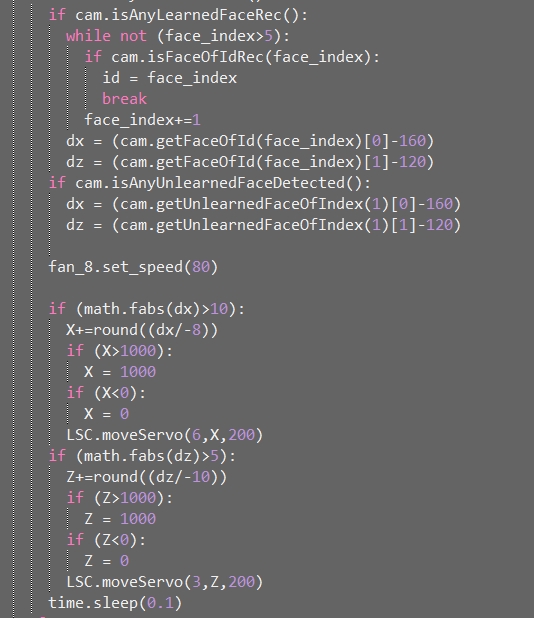 if cam.isAnyLearnedFaceRec():
while not (face_index>5):
if cam.isFaceOfIdRec(face_index):
id = face_index
break
face_index+=1
dx = (cam.getFaceOfId(face_index)[0]-160)
dz = (cam.getFaceOfId(face_index)[1]-120)
if cam.isAnyUnlearnedFaceDetected():
dx = (cam.getUnlearnedFaceOfIndex(1)[0]-160)
dz = (cam.getUnlearnedFaceOfIndex(1)[1]-120)
fan_8.set_speed(80)
if (math.fabs(dx)>10):
X+=round((dx/-8))
if (X>1000):
X = 1000
if (X<0):
X = 0
LSC.moveServo(6,X,200)
if (math.fabs(dz)>5):
Z+=round((dz/-10))
if (Z>1000):
Z = 1000
if (Z<0):
Z = 0
LSC.moveServo(3,Z,200)
time.sleep(0.1)